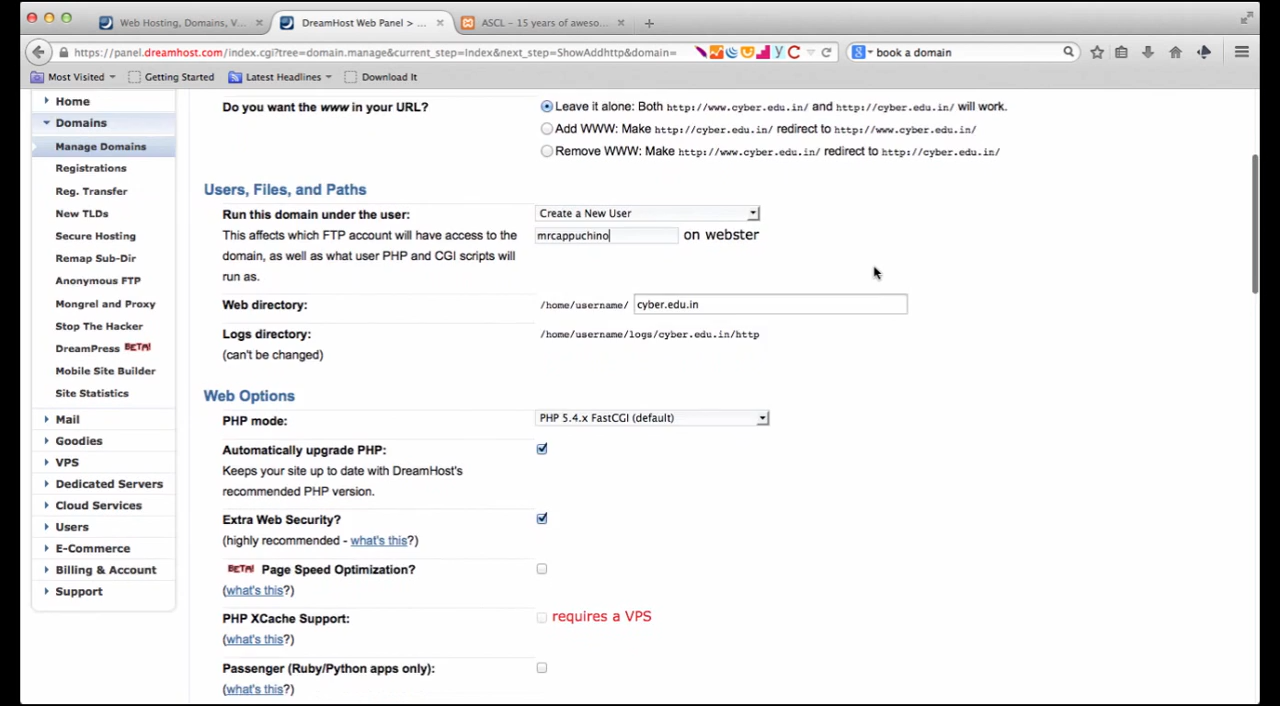 Web Hosting, Domains, V...
DreamHost Web Panel > ...
ASCL – 15 years of aweso...
https://panel.dreamhost.com/index.cgi?tree=domain.manage&current_step=Index&next_step=ShowAddhttp&domain=
book a domain
Most Visited
Getting Started
Latest Headlines
Download It
Home
Domains
Manage Domains
Registrations
Reg. Transfer
New TLDs
Secure Hosting
Remap Sub-Dir
Anonymous FTP
Mongrel and Proxy
Stop The Hacker
DreamPress BETA!
Mobile Site Builder
Site Statistics
Mail
Goodies
VPS
Dedicated Servers
Cloud Services
Users
E-Commerce
Billing & Account
Support
Do you want the www in your URL?
Leave it alone: Both http://www.cyber.edu.in/ and http://cyber.edu.in/ will work.
Add WWW: Make http://cyber.edu.in/ redirect to http://www.cyber.edu.in/
Remove WWW: Make http://www.cyber.edu.in/ redirect to http://cyber.edu.in/
Users, Files, and Paths
Run this domain under the user:
Create a New User
This affects which FTP account will have access to the
domain, as well as what user PHP and CGI scripts will
run as.
mrcappuchino on webster
Web directory:
/home/username/ cyber.edu.in
Logs directory:
/home/username/logs/cyber.edu.in/http
(can't be changed)
Web Options
PHP mode:
PHP 5.4.x FastCGI (default)
Automatically upgrade PHP:
Keeps your site up to date with DreamHost's
recommended PHP version.
Extra Web Security?
(highly recommended - what's this?)
BETA! Page Speed Optimization?
(what's this?)
PHP XCache Support:
requires a VPS
(what's this?)
Passenger (Ruby/Python apps only):
(what's this?)